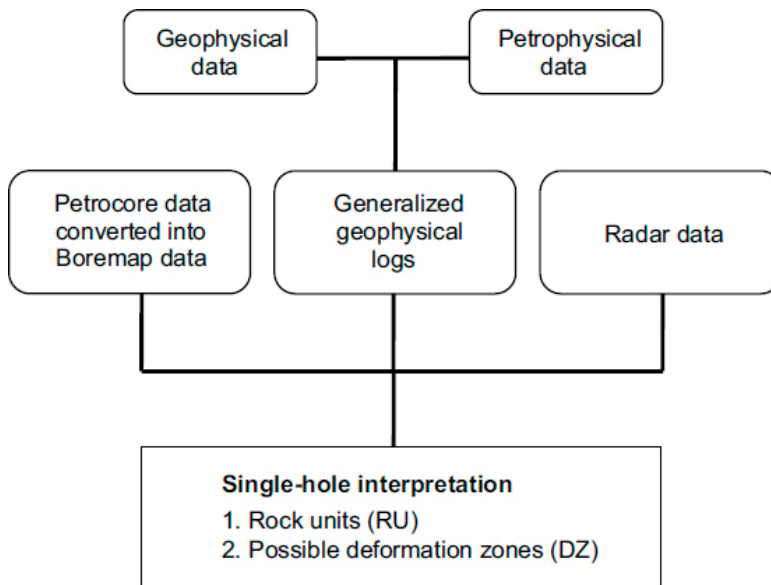 Geophysical
data
Petrophysical
data
Petrocore data
converted into
Boremap data
Generalized
geophysical
logs
Radar data
Single-hole interpretation
1. Rock units (RU)
2. Possible deformation zones (DZ)